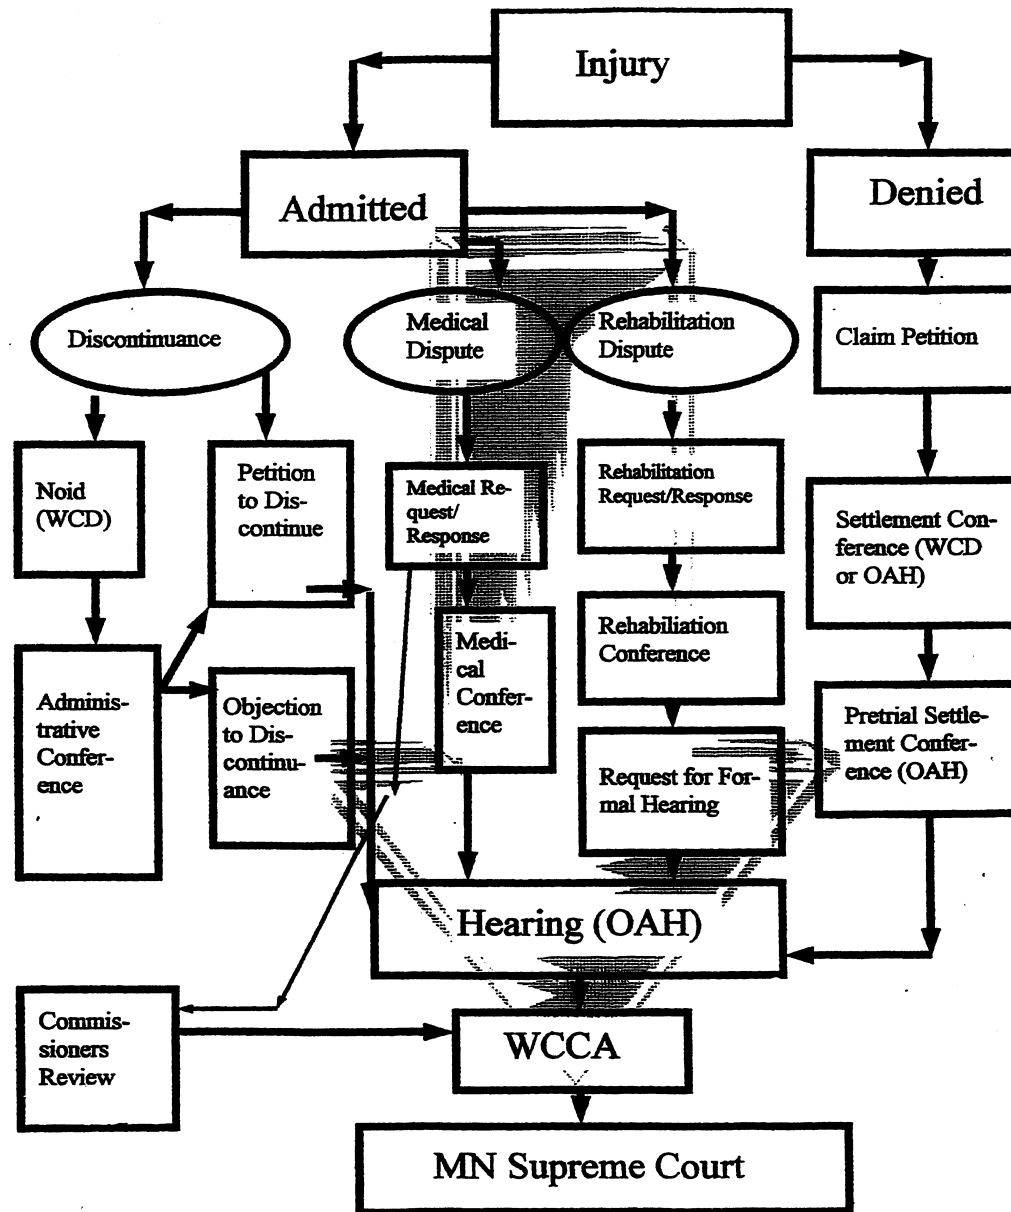 Injury
Admitted
Denied
Discontinuance
Medical
Dispute
Rehabilitation
Dispute
Claim Petition
Noid
(WCD)
Petition
to Dis-
continue
Medical Re-
quest/
Response
Rehabilitation
Request/Response
Settlement Con-
ference (WCD
or OAH)
Adminis-
trative
Confer-
ence
Objection
to Dis-
continu-
ance
Medi-
cal
Confer-
ence
Rehabiliation
Conference
Request for For-
mal Hearing
Pretrial Settle-
ment Confer-
ence (OAH)
Hearing (OAH)
Commis-
sioners
Review
WCCA
MN Supreme Court